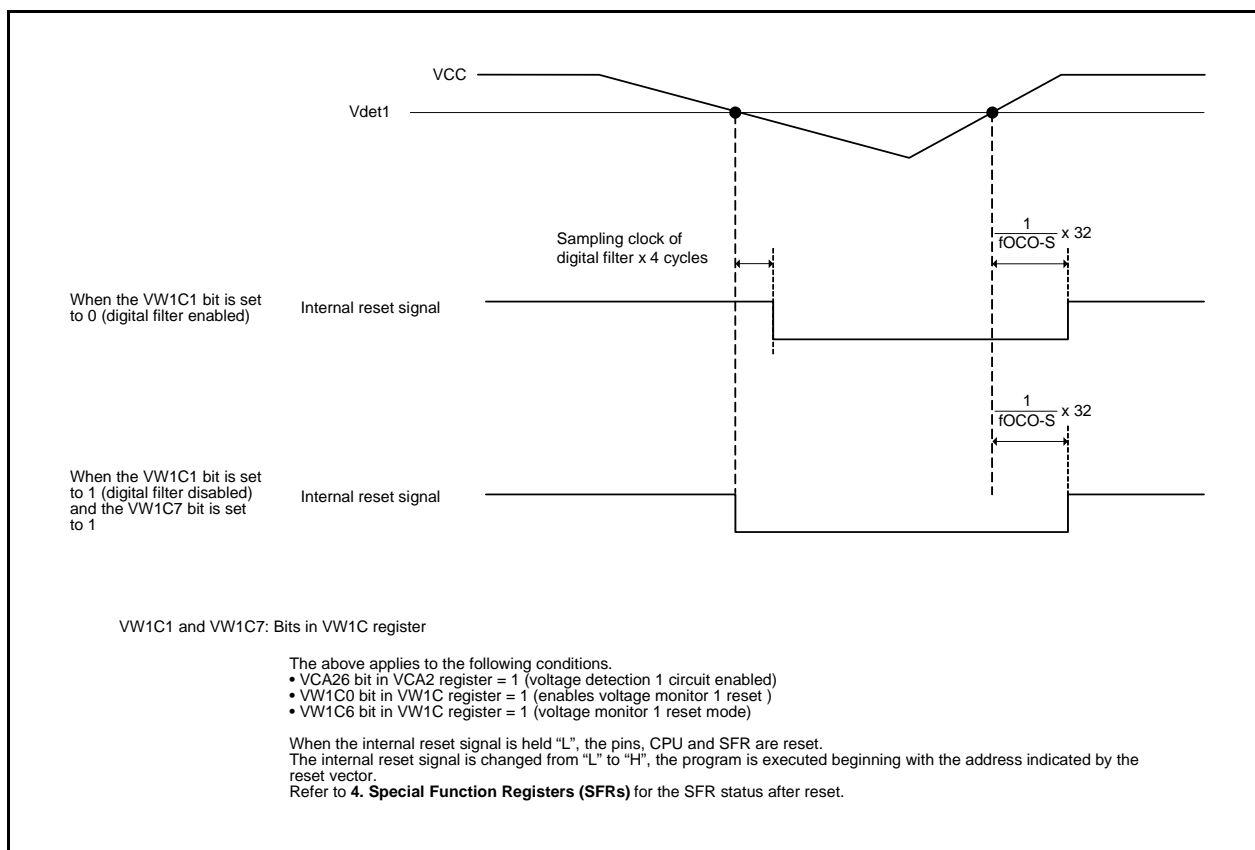 VCC
Vdet1
Sampling clock of
digital filter x 4 cycles
1
fOCO-S
x 32
When the VW1C1 bit is set
to 0 (digital filter enabled)
Internal reset signal
1
fOCO-S
x 32
When the VW1C1 bit is set
to 1 (digital filter disabled)
and the VW1C7 bit is set
to 1
Internal reset signal
VW1C1 and VW1C7: Bits in VW1C register
The above applies to the following conditions.
• VCA26 bit in VCA2 register = 1 (voltage detection 1 circuit enabled)
• VW1C0 bit in VW1C register = 1 (enables voltage monitor 1 reset )
• VW1C6 bit in VW1C register = 1 (voltage monitor 1 reset mode)
When the internal reset signal is held “L”, the pins, CPU and SFR are reset.
The internal reset signal is changed from “L” to “H”, the program is executed beginning with the address indicated by the
reset vector.
Refer to 4. Special Function Registers (SFRs) for the SFR status after reset.